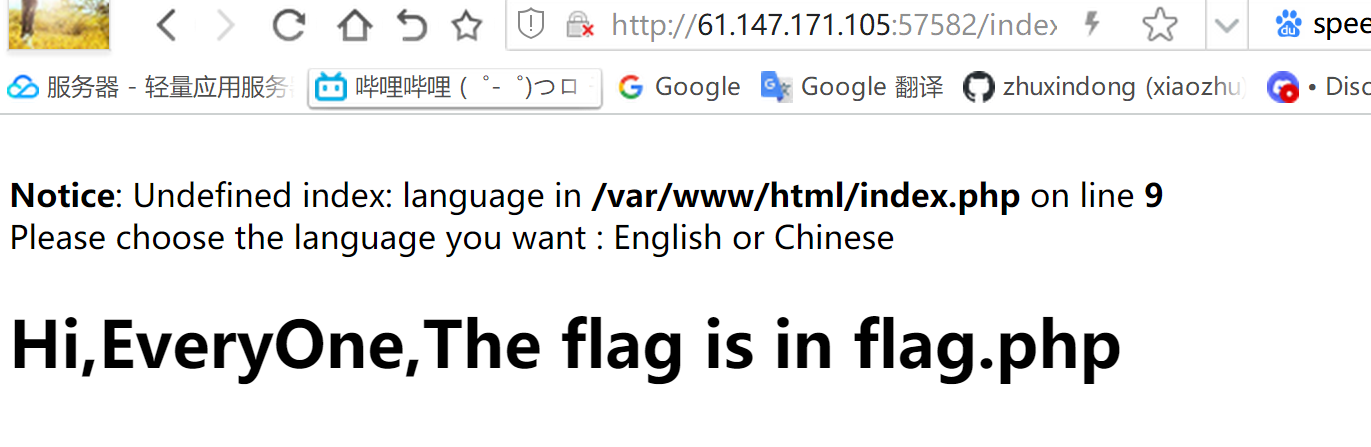 http://61.147.171.105:57582/index
spee
服务器 - 轻量应用服务
哔哩哔哩 (゜-゜)つロ
Google
Google 翻译
zhuxindong (xiaozhu)
• Disc
Notice: Undefined index: language in /var/www/html/index.php on line 9
Please choose the language you want : English or Chinese
Hi,EveryOne,The flag is in flag.php